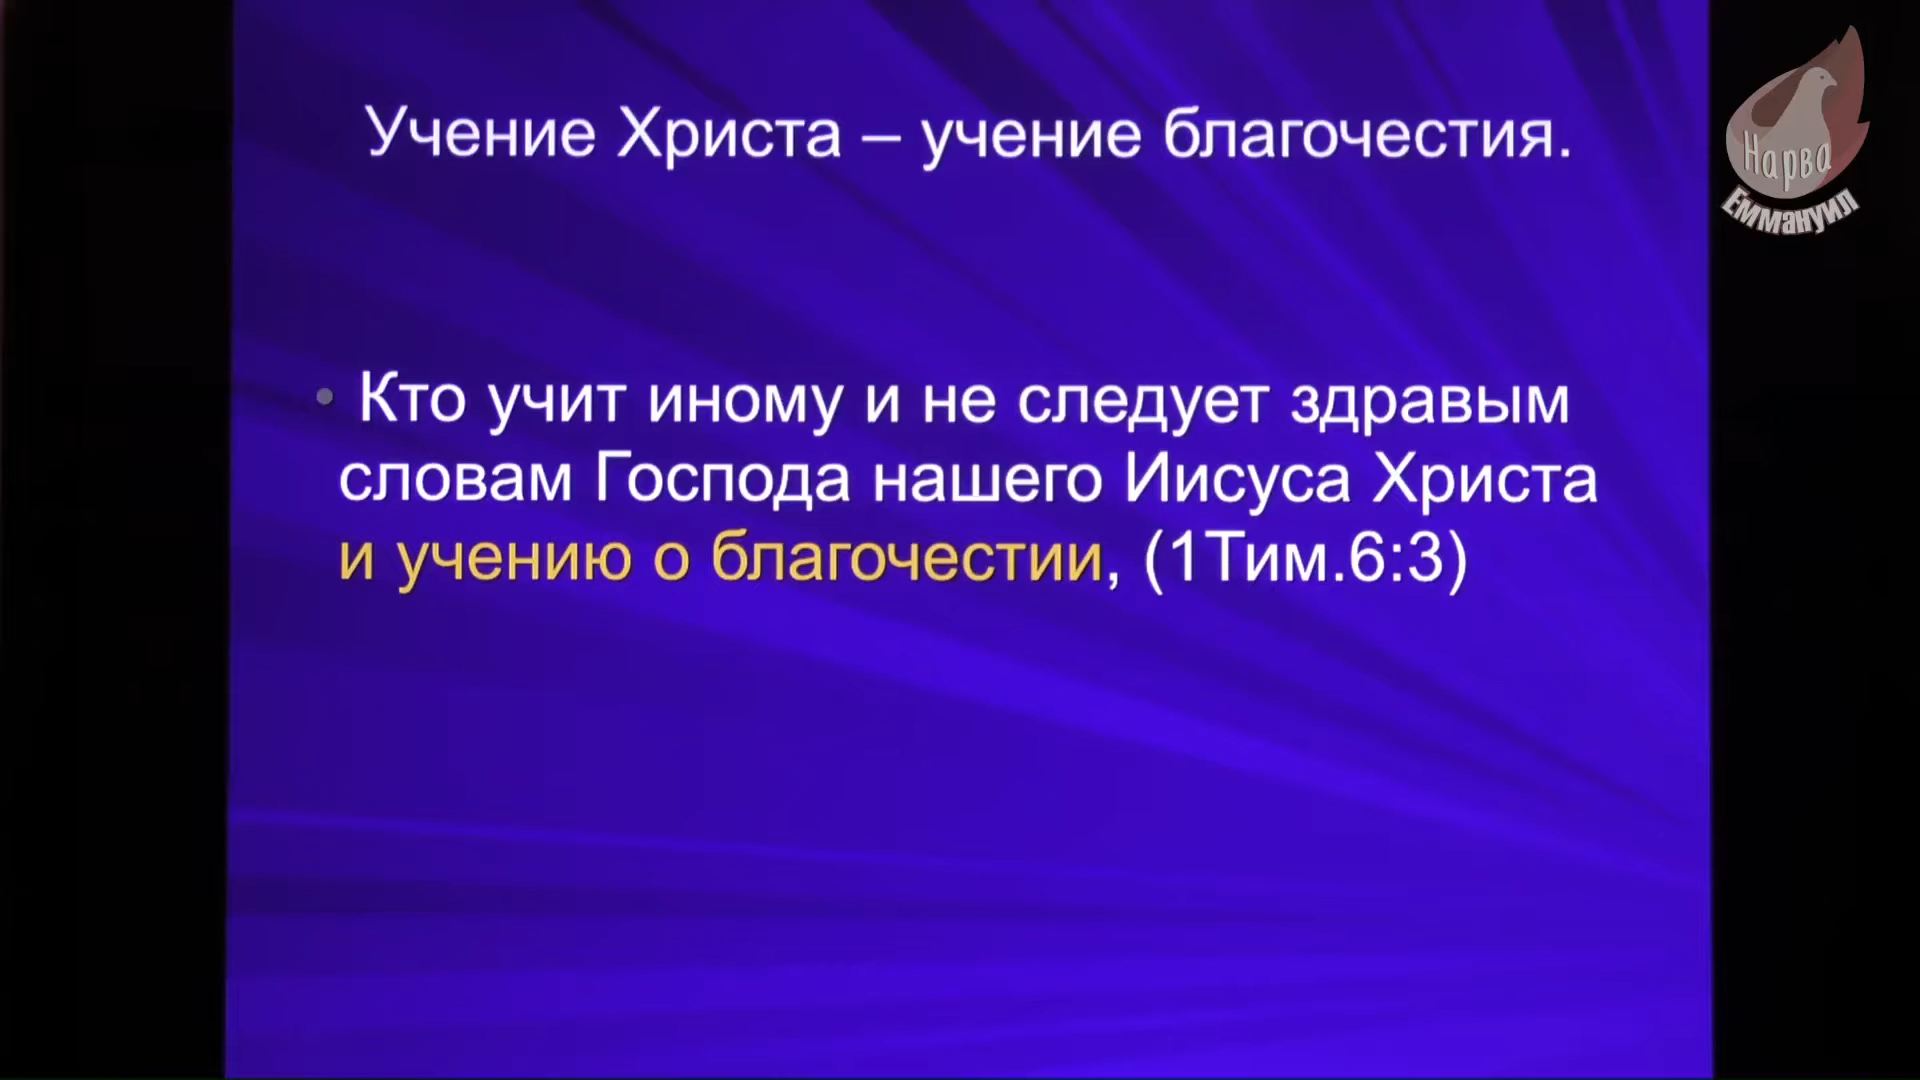 Учение Христа – учение благочестия.
• Кто учит иному и не следует здравым
словам Господа нашего Иисуса Христа
и учению о благочестии, (1Тим.6:3)
Нарва
Еммануил